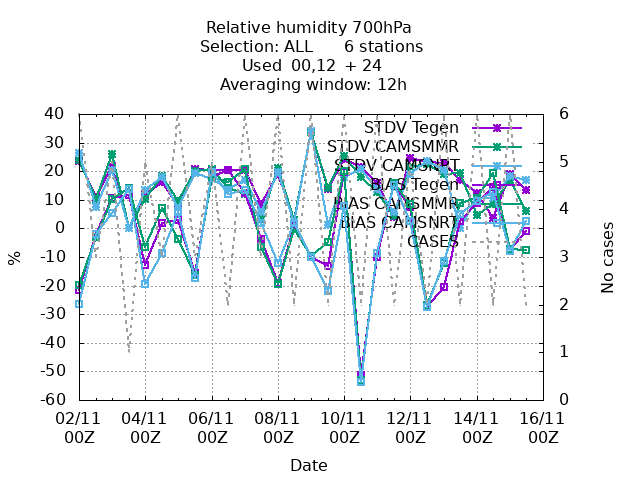 Relative humidity 700hPa
Selection: ALL 6 stations
Used 00,12 + 24
Averaging window: 12h
40
30
20
10
0
-10
-20
-30
-40
-50
-60
%
6
5
4
3
2
1
0
No cases
STDV Tegen
STDV CAMSMMR
STDV CAMSNRT
BIAS Tegen
BIAS CAMSMMR
BIAS CAMSNRT
CASES
02/11 04/11 06/11 08/11 10/11 12/11 14/11 16/11
00Z 00Z 00Z 00Z 00Z 00Z 00Z 00Z
Date